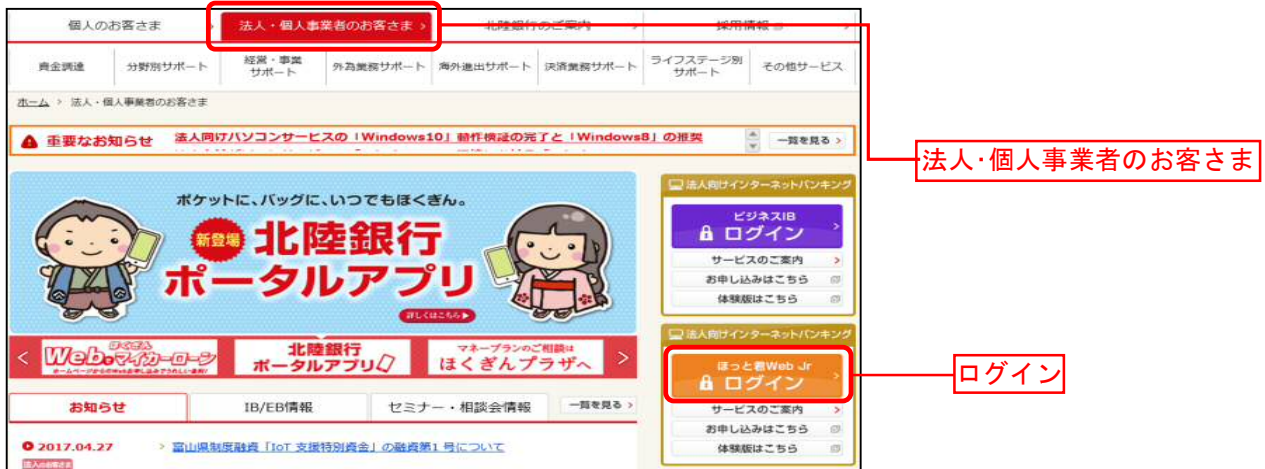 個人のお客さま
法人・個人事業者のお客さま
北陸銀行のご案内
採用情報
資金調達
分野別サポート
経営・事業
サポート
外為業務サポート
海外進出サポート
決済業務サポート
ライフステージ別
サポート
その他サービス
ホーム > 法人・個人事業者のお客さま
重要なお知らせ
法人向けパソコンサービスの「Windows10」動作検証の完了と「Windows8」の推奨
一覧を見る
法人・個人事業者のお客さま
ポケットに、バッグに、いつでもほくぎん。
新登場
北陸銀行
ポータルアプリ
詳しくはこちら
法人向けインターネットバンキング
ビジネスIB
ログイン
サービスのご案内
お申し込みはこちら
体験版はこちら
ほくぎん
Webdeマイカーローン
北陸銀行
ポータルアプリ
マネープランのご相談は
ほくぎんプラザへ
法人向けインターネットバンキング
ほっと君Web Jr
ログイン
サービスのご案内
お申し込みはこちら
体験版はこちら
ログイン
お知らせ
IB/EB情報
セミナー・相談会情報
一覧を見る
2017.04.27
富山県制度融資「IoT 支援特別資金」の融資第1 号について
法人のお客さま